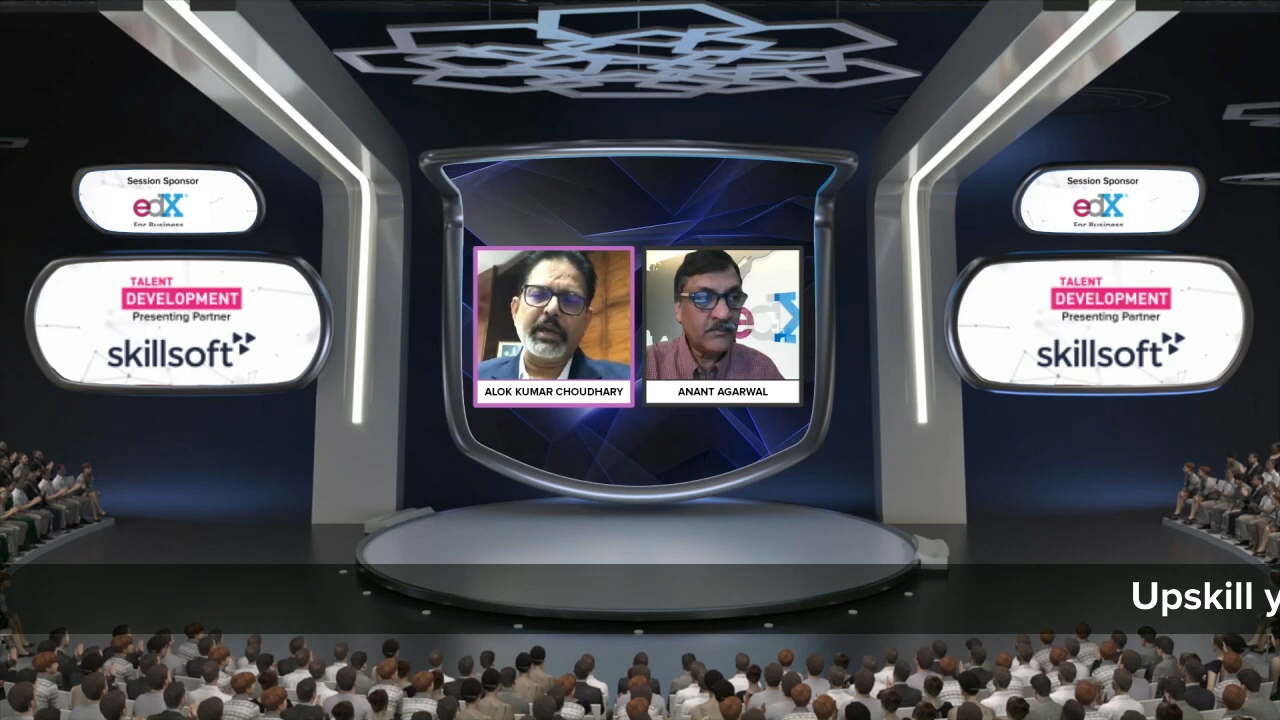 Session Sponsor
edX
For Business
TALENT
DEVELOPMENT
Presenting Partner
skillsoft
ALOK KUMAR CHOUDHARY
edX
ANANT AGARWAL
Session Sponsor
edX
For Business
TALENT
DEVELOPMENT
Presenting Partner
skillsoft
Upskill y